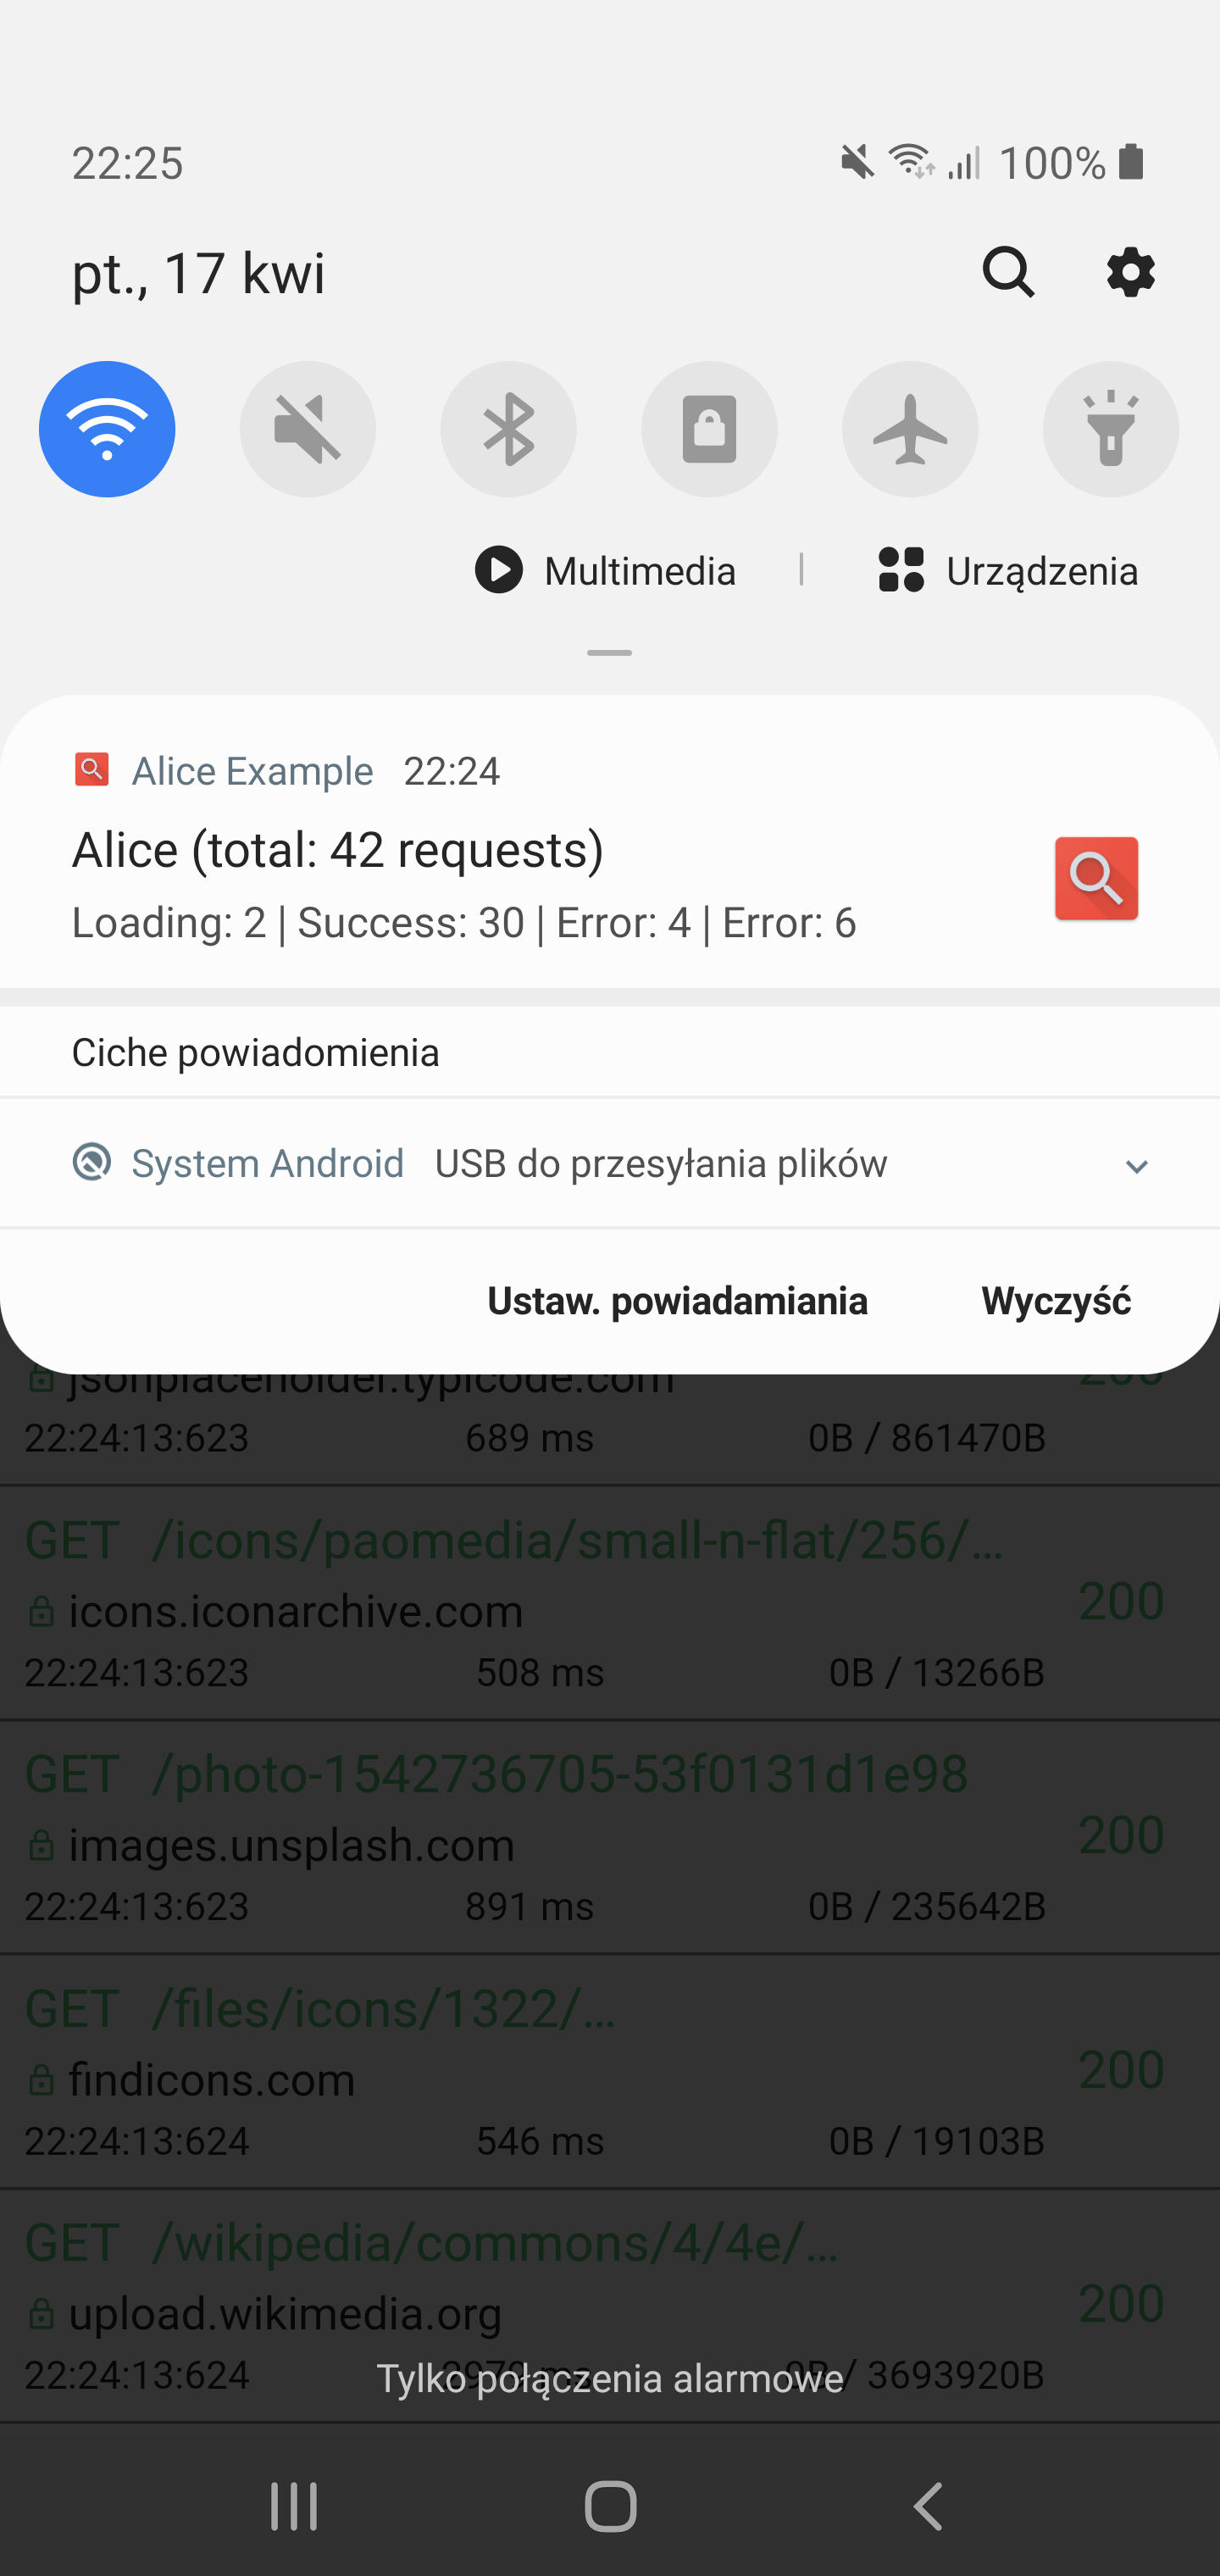 22:25 100%
pt., 17 kwi
Multimedia | Urządzenia
Alice Example 22:24
Alice (total: 42 requests)
Loading: 2 | Success: 30 | Error: 4 | Error: 6
Ciche powiadomienia
System Android USB do przesyłania plików
Ustaw. powiadamiania Wyczyść
jsonplaceholder.typicode.com 200
22:24:13:623 689 ms 0B / 861470B
GET /icons/paomedia/small-n-flat/256/…
icons.iconarchive.com 200
22:24:13:623 508 ms 0B / 13266B
GET /photo-1542736705-53f0131d1e98
images.unsplash.com 200
22:24:13:623 891 ms 0B / 235642B
GET /files/icons/1322/…
findicons.com 200
22:24:13:624 546 ms 0B / 19103B
GET /wikipedia/commons/4/4e/…
upload.wikimedia.org 200
22:24:13:624 0B / 3693920B
Tylko połączenia alarmowe